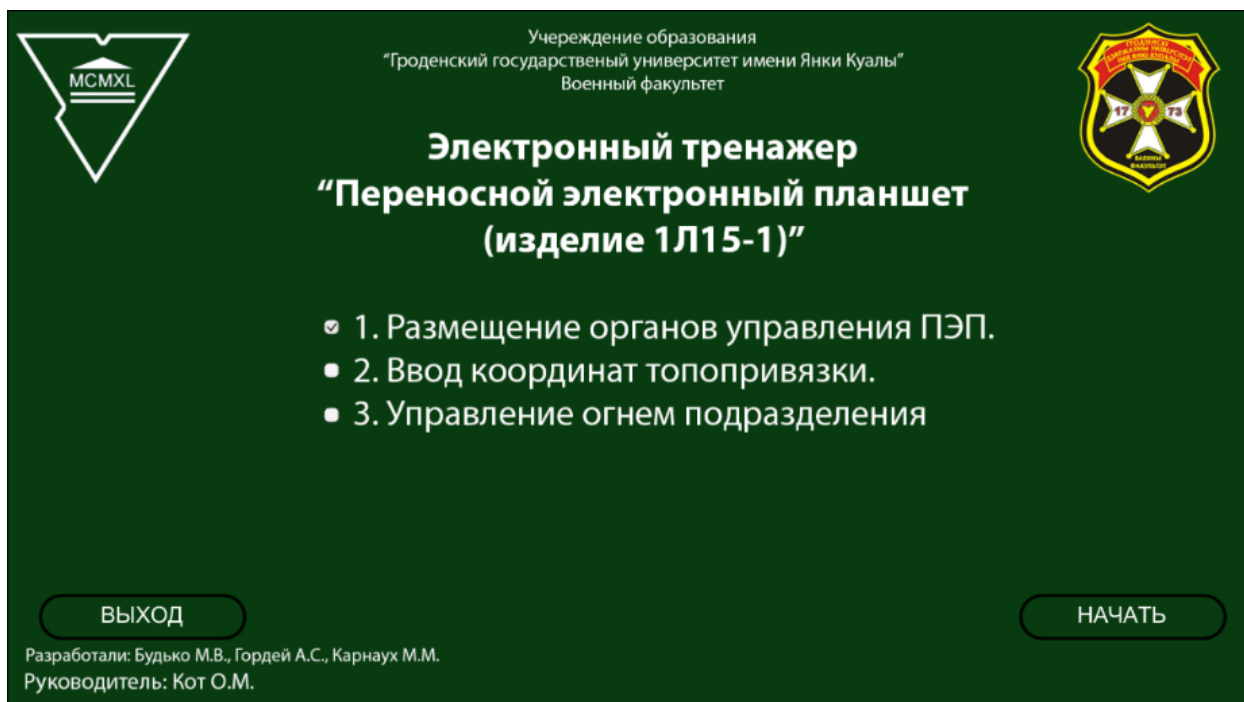 Учереждение образования
“Гроденский государственый университет имени Янки Куалы”
Военный факультет
MCMXL
17 73
Электронный тренажер
“Переносной электронный планшет
(изделие 1Л15-1)”
1. Размещение органов управления ПЭП.
2. Ввод координат топопривязки.
3. Управление огнем подразделения
ВЫХОД
НАЧАТЬ
Разработали: Будько М.В., Гордей А.С., Карнаух М.М.
Руководитель: Кот О.М.